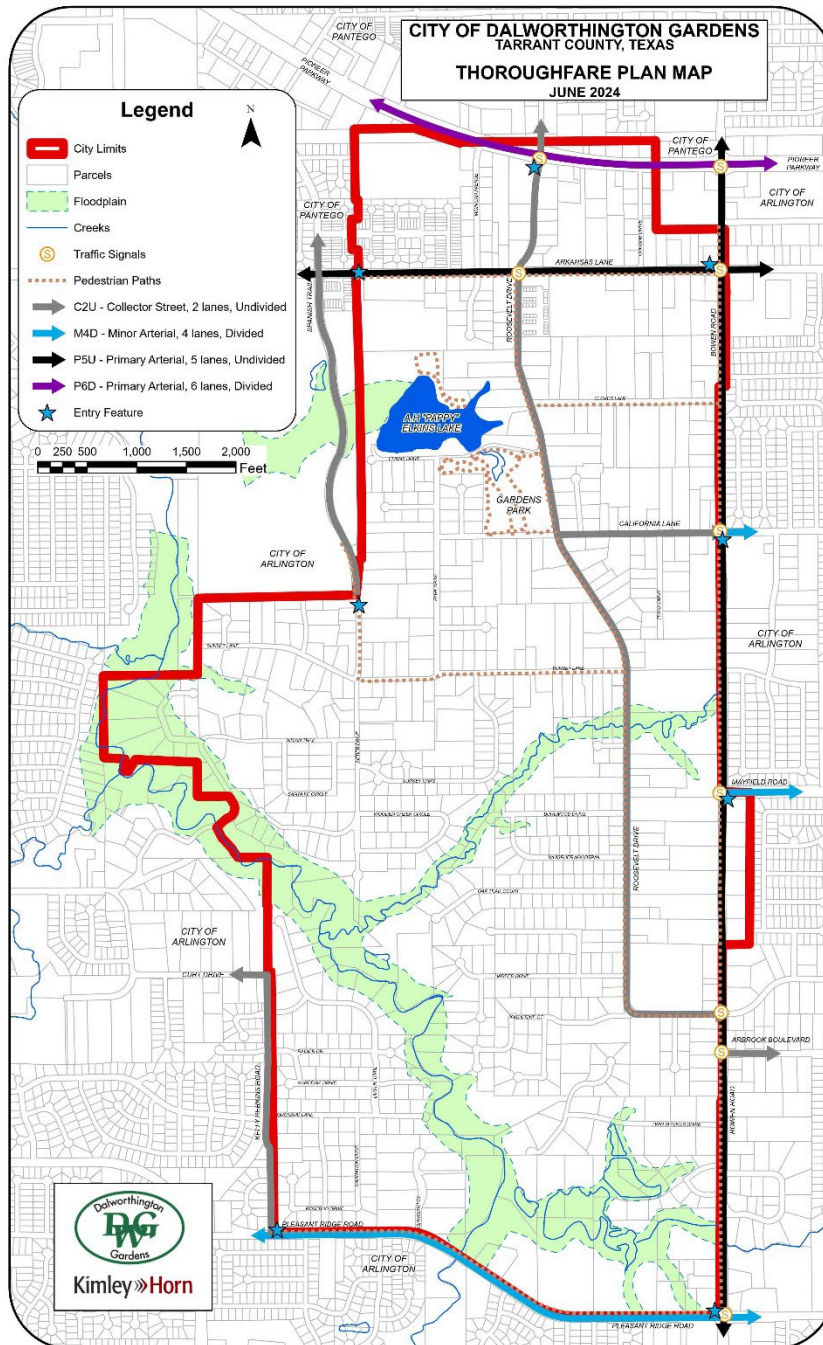 CITY OF DALWORTHINGTON GARDENS
TARRANT COUNTY, TEXAS
THOROUGHFARE PLAN MAP
JUNE 2024
CITY OF
PANTEGO
PIONEER
PARKWAY
Legend
N
City Limits
Parcels
Floodplain
Creeks
S
Traffic Signals
Pedestrian Paths
C2U - Collector Street, 2 lanes, Undivided
M4D - Minor Arterial, 4 lanes, Divided
P5U - Primary Arterial, 5 lanes, Undivided
P6D - Primary Arterial, 6 lanes, Divided
Entry Feature
0 250 500 1,000 1,500 2,000
Feet
CITY OF
PANTEGO
PIONEER
PARKWAY
CITY OF
ARLINGTON
CITY OF
PANTEGO
S
S
ARKANSAS LANE
S
S
SPANISH TRAIL
ROOSEVELT DRIVE
BOWEN ROAD
A.H "PAPPY"
ELKINS LAKE
GARDENS
PARK
CALIFORNIA LANE
S
CITY OF
ARLINGTON
CITY OF
ARLINGTON
SUNSET LANE
SUNSET LANE
MAYFIELD ROAD
S
ROOSEVELT DRIVE
CITY OF
ARLINGTON
CURT DRIVE
S
ARBROOK BOULEVARD
S
KELLY PERKINS ROAD
BOWEN ROAD
PLEASANT RIDGE ROAD
CITY OF
ARLINGTON
PLEASANT RIDGE ROAD
S
Dalworthington
DWG
Gardens
Kimley»Horn